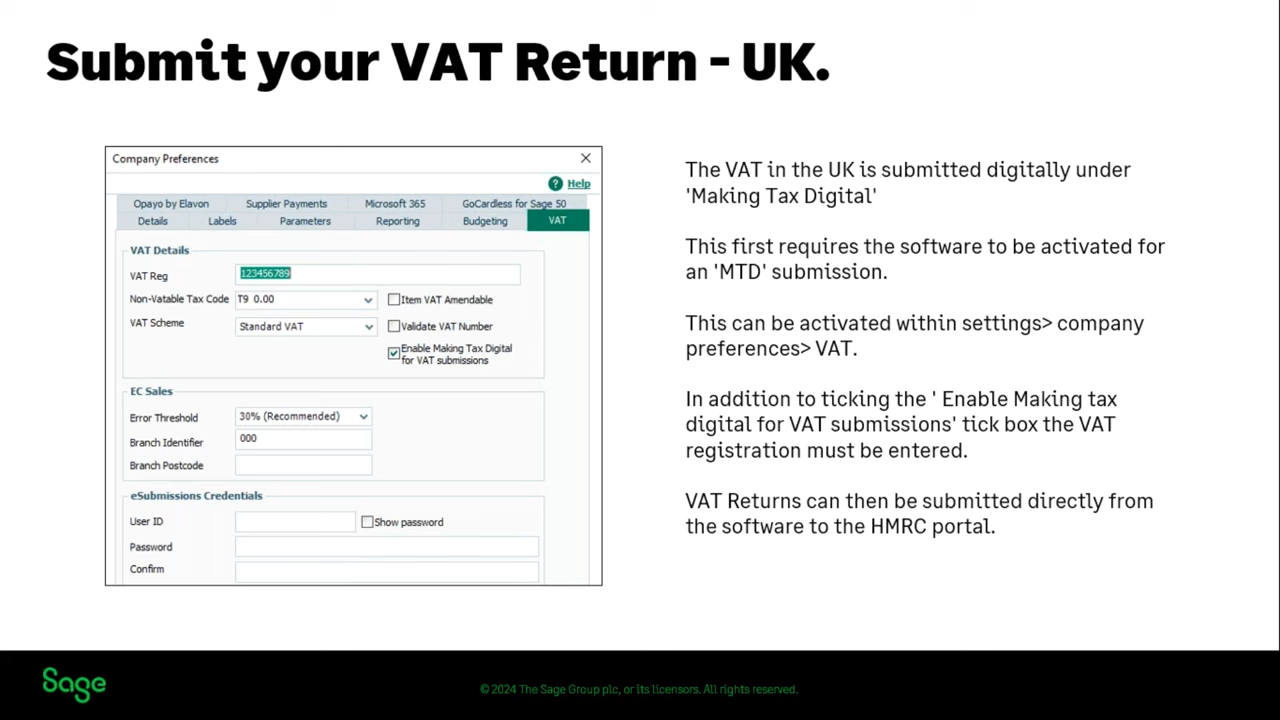 Submit your VAT Return - UK.
Company Preferences
Help
Opayo by Elavon Supplier Payments Microsoft 365 GoCardless for Sage 50
Details Labels Parameters Reporting Budgeting VAT
VAT Details
VAT Reg 123456789
Non-Vatable Tax Code T9 0.00 Item VAT Amendable
VAT Scheme Standard VAT Validate VAT Number
Enable Making Tax Digital
for VAT submissions
EC Sales
Error Threshold 30% (Recommended)
Branch Identifier 000
Branch Postcode
eSubmissions Credentials
User ID Show password
Password
Confirm
The VAT in the UK is submitted digitally under
'Making Tax Digital'
This first requires the software to be activated for
an 'MTD' submission.
This can be activated within settings> company
preferences> VAT.
In addition to ticking the ' Enable Making tax
digital for VAT submissions' tick box the VAT
registration must be entered.
VAT Returns can then be submitted directly from
the software to the HMRC portal.
Sage
© 2024 The Sage Group plc, or its licensors. All rights reserved.